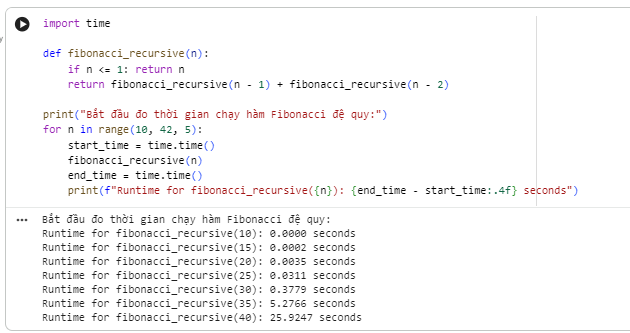 import time
def fibonacci_recursive(n):
if n <= 1: return n
return fibonacci_recursive(n - 1) + fibonacci_recursive(n - 2)
print("Bắt đầu đo thời gian chạy hàm Fibonacci đệ quy:")
for n in range(10, 42, 5):
start_time = time.time()
fibonacci_recursive(n)
end_time = time.time()
print(f"Runtime for fibonacci_recursive({n}): {end_time - start_time:.4f} seconds")
Bắt đầu đo thời gian chạy hàm Fibonacci đệ quy:
Runtime for fibonacci_recursive(10): 0.0000 seconds
Runtime for fibonacci_recursive(15): 0.0002 seconds
Runtime for fibonacci_recursive(20): 0.0035 seconds
Runtime for fibonacci_recursive(25): 0.0311 seconds
Runtime for fibonacci_recursive(30): 0.3779 seconds
Runtime for fibonacci_recursive(35): 5.2766 seconds
Runtime for fibonacci_recursive(40): 25.9247 seconds